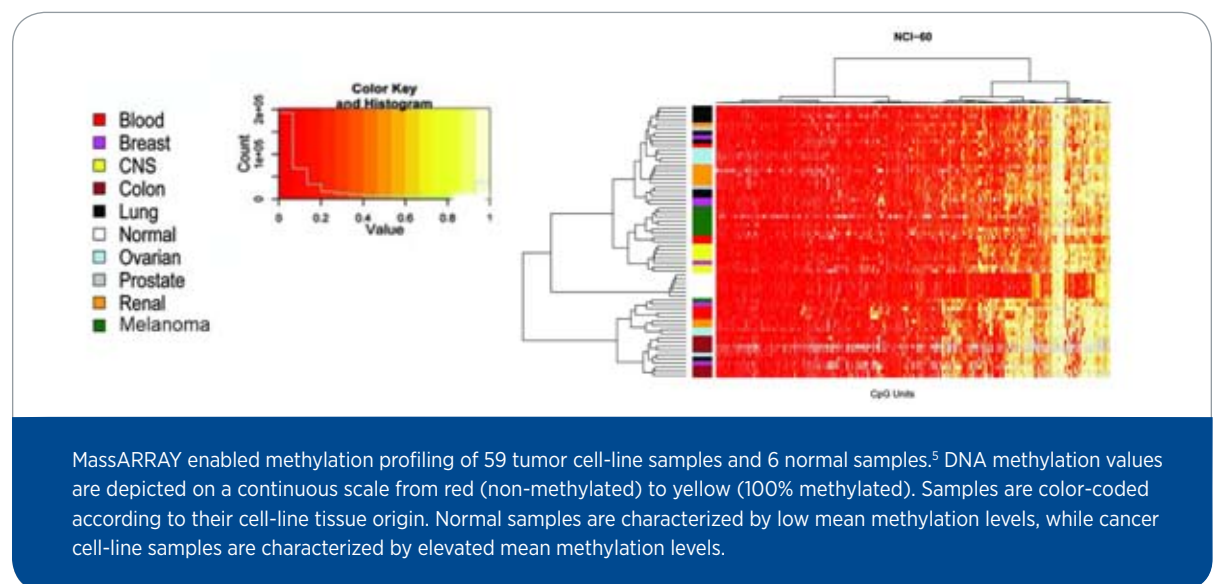 NCI-60
Color Key
and Histogram
Count
0 1e+05 2e+05
0 0.2 0.4 0.6 0.8 1
Value
Blood
Breast
CNS
Colon
Lung
Normal
Ovarian
Prostate
Renal
Melanoma
CpG Units
MassARRAY enabled methylation profiling of 59 tumor cell-line samples and 6 normal samples.⁵ DNA methylation values
are depicted on a continuous scale from red (non-methylated) to yellow (100% methylated). Samples are color-coded
according to their cell-line tissue origin. Normal samples are characterized by low mean methylation levels, while cancer
cell-line samples are characterized by elevated mean methylation levels.